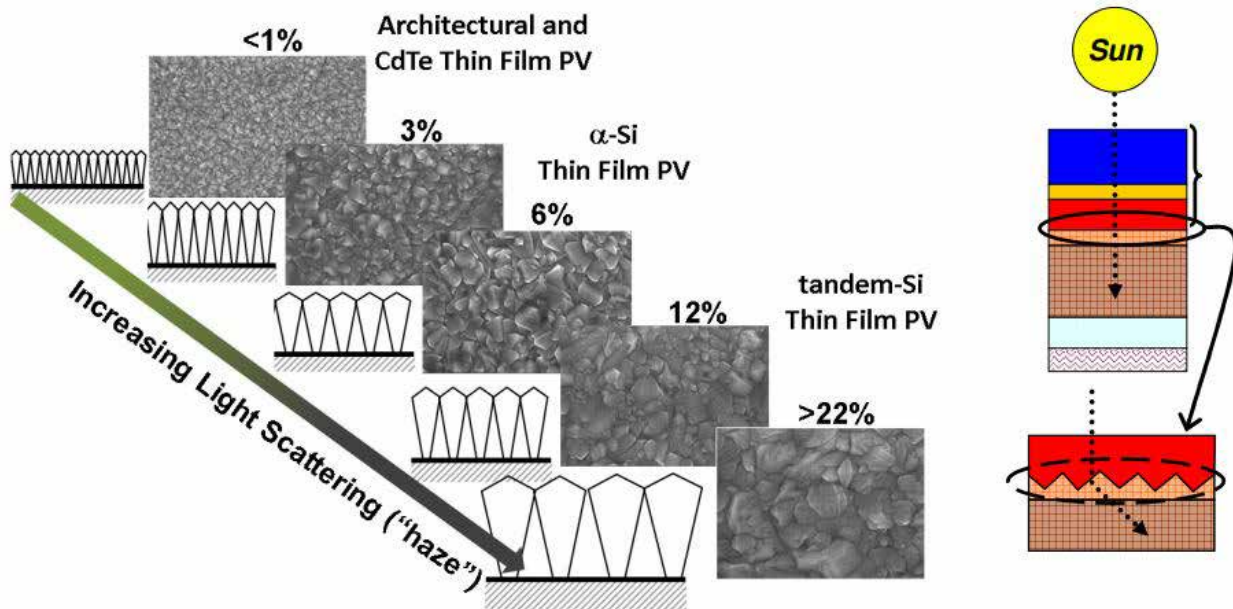 <1%
Architectural and
CdTe Thin Film PV
3%
α-Si
Thin Film PV
6%
12%
tandem-Si
Thin Film PV
>22%
Increasing Light Scattering (“haze”)
Sun